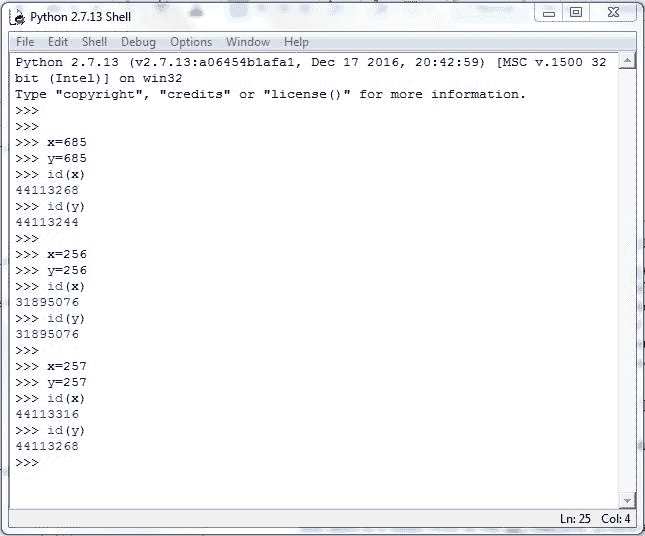 Python 2.7.13 Shell
File Edit Shell Debug Options Window Help
Python 2.7.13 (v2.7.13:a06454b1afa1, Dec 17 2016, 20:42:59) [MSC v.1500 32
bit (Intel)] on win32
Type "copyright", "credits" or "license()" for more information.
>>>
>>>
>>> x=685
>>> y=685
>>> id(x)
44113268
>>> id(y)
44113244
>>>
>>> x=256
>>> y=256
>>> id(x)
31895076
>>> id(y)
31895076
>>>
>>> x=257
>>> y=257
>>> id(x)
44113316
>>> id(y)
44113268
>>>
Ln: 25 Col: 4